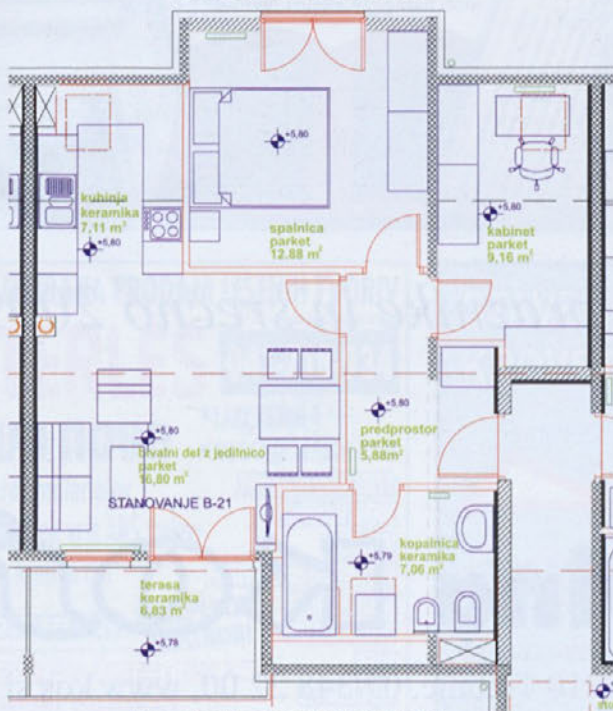 +5,80
kuhinja
keramika
7,11 m²
+5,80
spalnica
parket
12.88 m²
+5,80
kabinet
parket
9,16 m²
+5,80
bivalni del z jedilnico
parket
16,80 m²
+5,80
predprostor
parket
5,88m²
STANOVANJE B-21
+5,79
kopalnica
keramika
7,06 m²
terasa
keramika
6,83 m²
+5,78